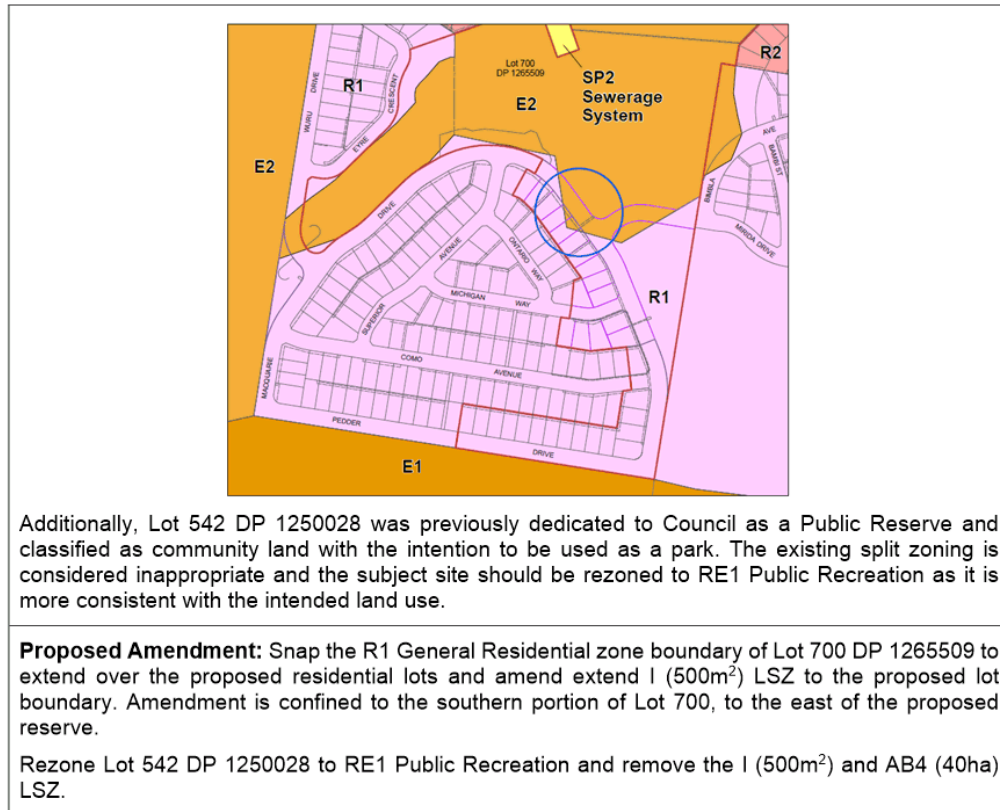 R2
Lot 700
DP 1265509
SP2
Sewerage
System
R1
E2
DRIVE
WURU
CRESCENT
EYNE
AVE
BAMBI ST
BIMBLA
MIRIDA DRIVE
E2
DRIVE
AVENUE
ONTARIO
WAY
MICHIGAN
WAY
R1
SUPERIOR
COMO
AVENUE
MACQUARIE
PEDDER
DRIVE
E1
Additionally, Lot 542 DP 1250028 was previously dedicated to Council as a Public Reserve and
classified as community land with the intention to be used as a park. The existing split zoning is
considered inappropriate and the subject site should be rezoned to RE1 Public Recreation as it is
more consistent with the intended land use.
Proposed Amendment: Snap the R1 General Residential zone boundary of Lot 700 DP 1265509 to
extend over the proposed residential lots and amend extend I (500m²) LSZ to the proposed lot
boundary. Amendment is confined to the southern portion of Lot 700, to the east of the proposed
reserve.
Rezone Lot 542 DP 1250028 to RE1 Public Recreation and remove the I (500m²) and AB4 (40ha)
LSZ.